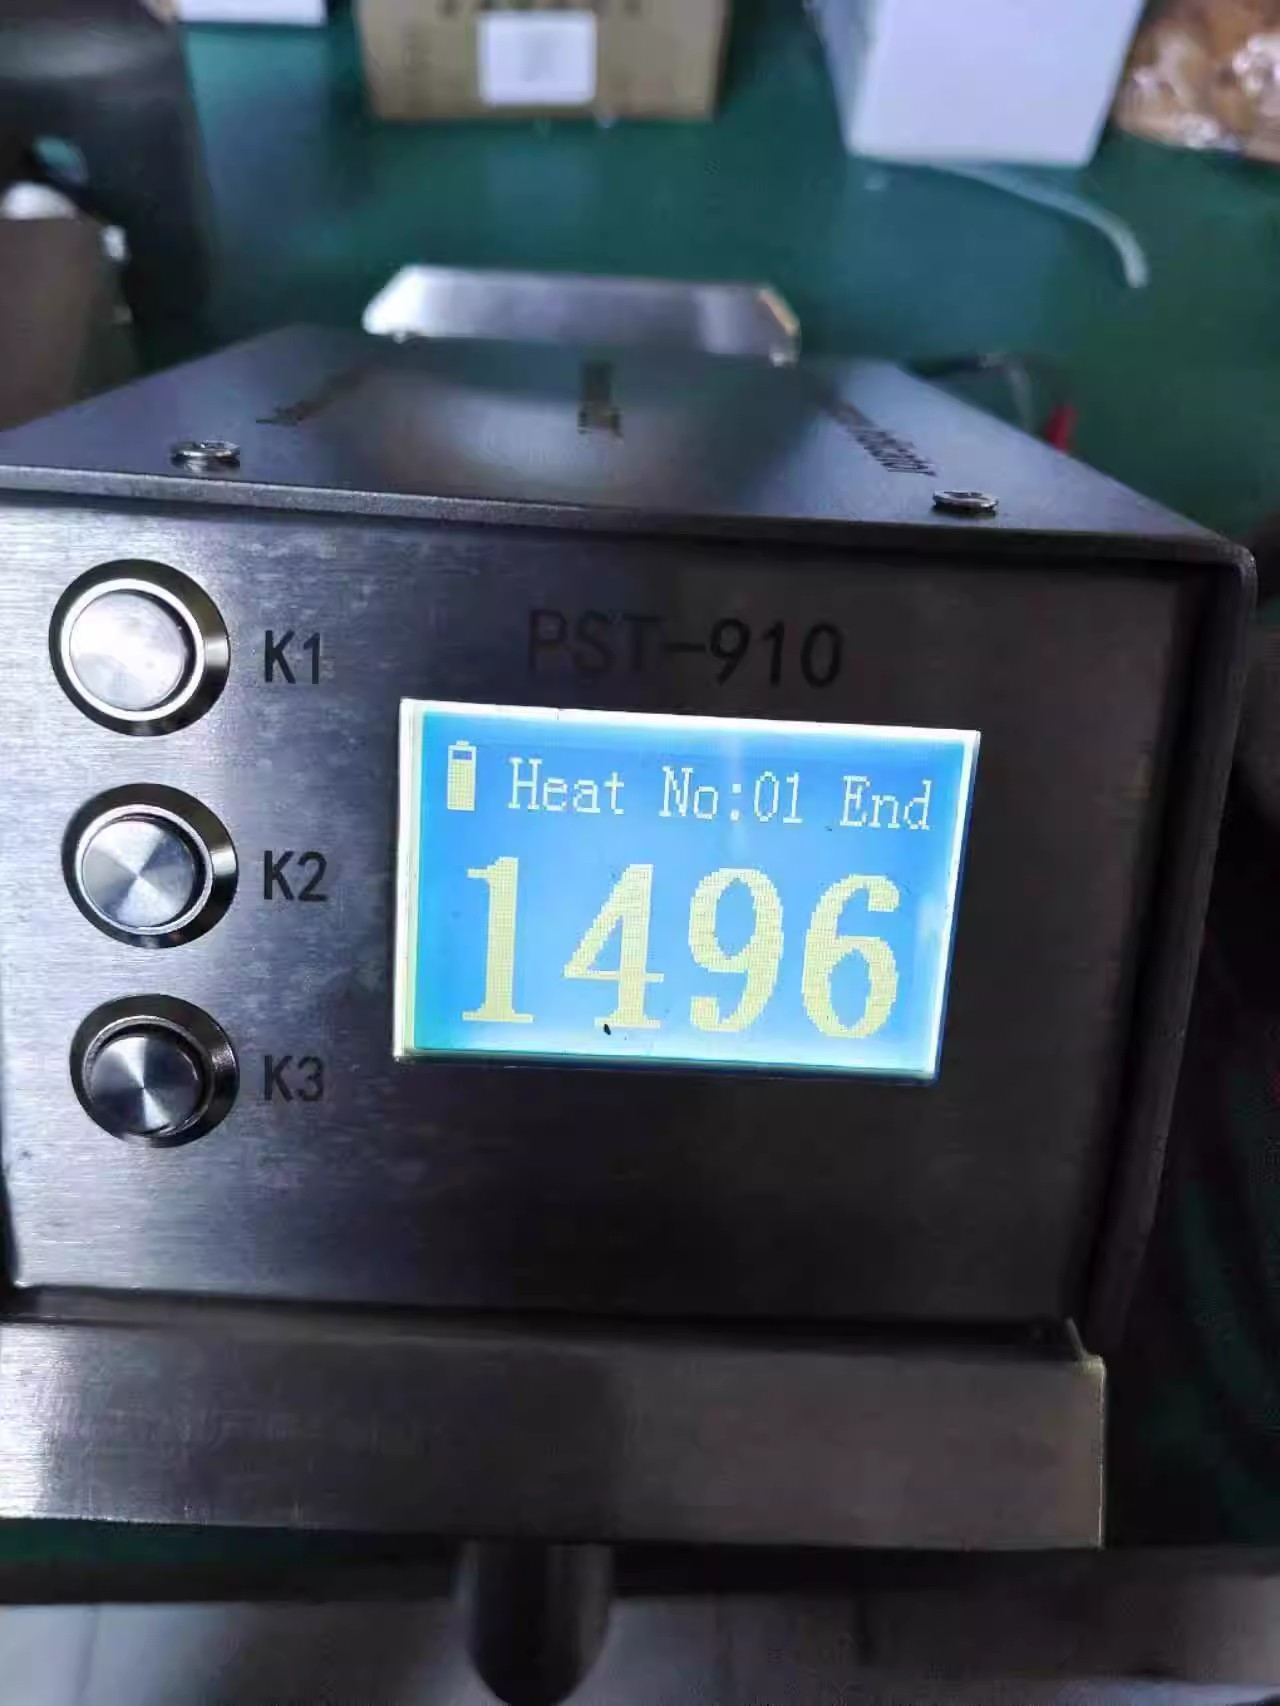 PST-910
Heat No:01 End
1496
K1
K2
K3